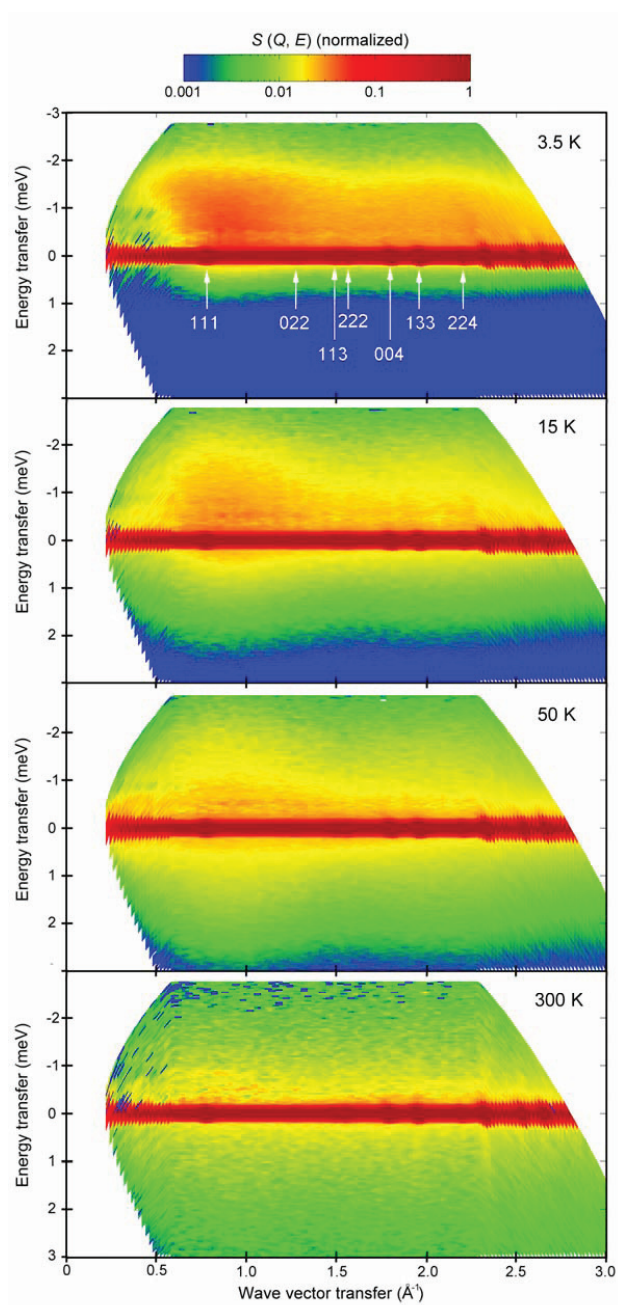 S (Q, E) (normalized)
0.001 0.01 0.1 1
3.5 K
-3
-2
-1
0
1
2
Energy transfer (meV)
111 022 222 133 224
113 004
15 K
-2
-1
0
1
2
Energy transfer (meV)
50 K
-2
-1
0
1
2
Energy transfer (meV)
300 K
-2
-1
0
1
2
3
Energy transfer (meV)
0 0.5 1.0 1.5 2.0 2.5 3.0
Wave vector transfer (Å⁻¹)